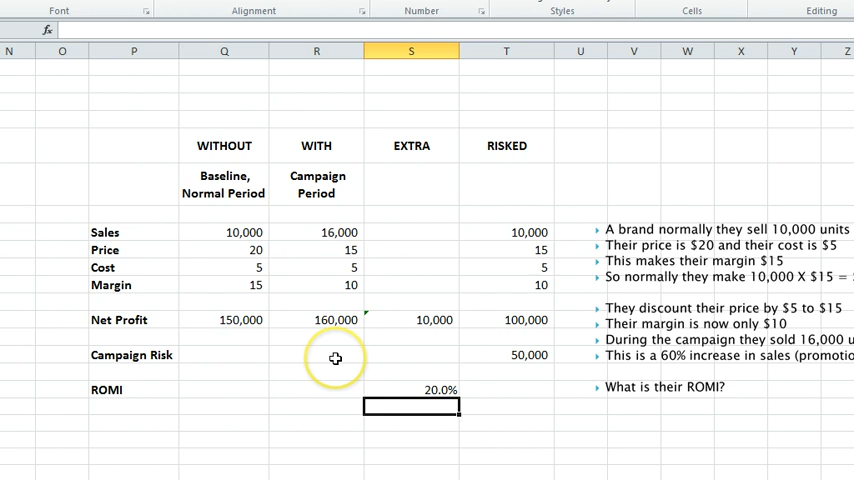 Font Alignment Number Styles Cells Editing
fx
N O P Q R S T U V W X Y Z
WITHOUT WITH EXTRA RISKED
Baseline, Campaign
Normal Period Period
Sales 10,000 16,000 10,000
Price 20 15 15
Cost 5 5 5
Margin 15 10 10
Net Profit 150,000 160,000 10,000 100,000
Campaign Risk 50,000
ROMI 20.0%
A brand normally they sell 10,000 units
Their price is $20 and their cost is $5
This makes their margin $15
So normally they make 10,000 X $15 =
They discount their price by $5 to $15
Their margin is now only $10
During the campaign they sold 16,000 u
This is a 60% increase in sales (promotio
What is their ROMI?